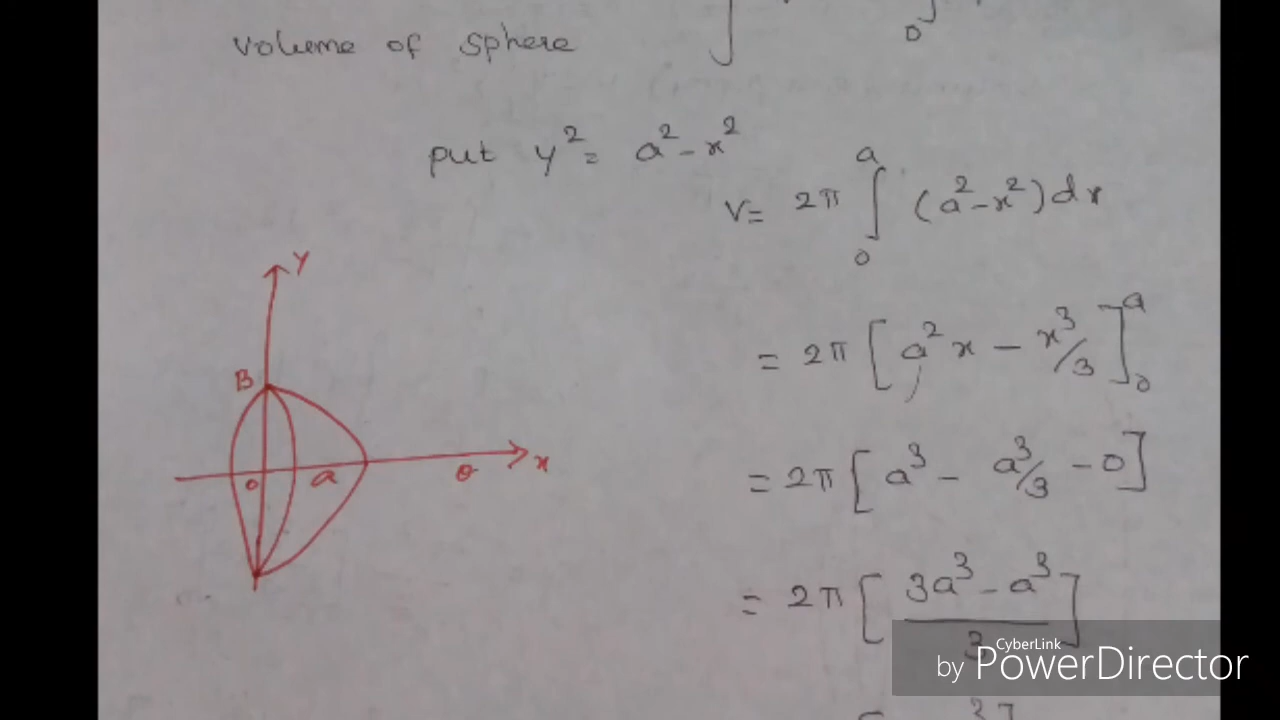 volume of sphere
∫ 0
put y² = a² - x²
V = 2π ∫₀ᵃ (a² - x²) dx
= 2π [a²x - x³/3]₀ᵃ
= 2π [a³ - a³/3 - 0]
= 2π [(3a³ - a³)/3]
Y
B
0 a x
CyberLink
by PowerDirector